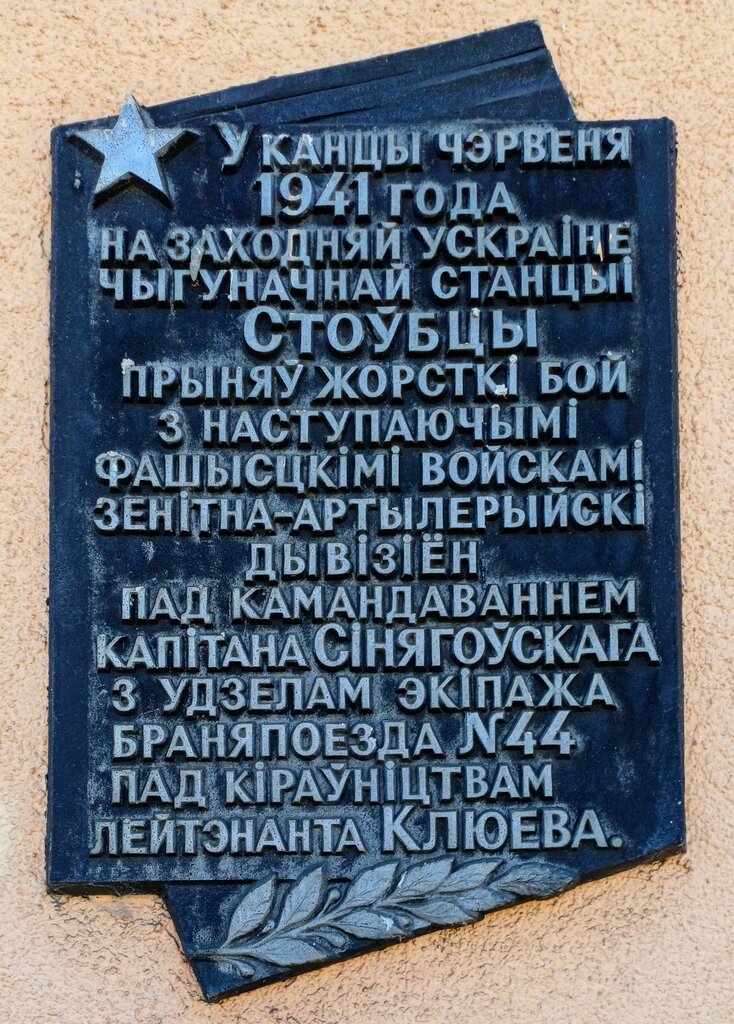 У КАНЦЫ ЧЭРВЕНЯ
1941 ГОДА
НА ЗАХОДНЯЙ УСКРАІНЕ
ЧЫГУНАЧНАЙ СТАНЦЫІ
СТОЎБЦЫ
ПРЫНЯЎ ЖОРСТКІ БОЙ
З НАСТУПАЮЧЫМІ
ФАШЫСЦКІМІ ВОЙСКАМІ
ЗЕНІТНА-АРТЫЛЕРЫЙСКІ
ДЫВІЗІЁН
ПАД КАМАНДАВАННЕМ
КАПІТАНА СІНЯГОЎСКАГА
З УДЗЕЛАМ ЭКІПАЖА
БРАНЯПОЕЗДА N44
ПАД КІРАЎНІЦТВАМ
ЛЕЙТЭНАНТА КЛЮЕВА.